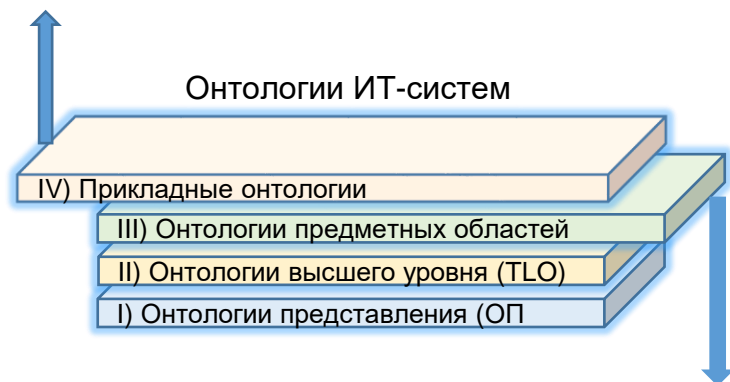 Онтологии ИТ-систем
IV) Прикладные онтологии
III) Онтологии предметных областей
II) Онтологии высшего уровня (TLO)
I) Онтологии представления (ОП